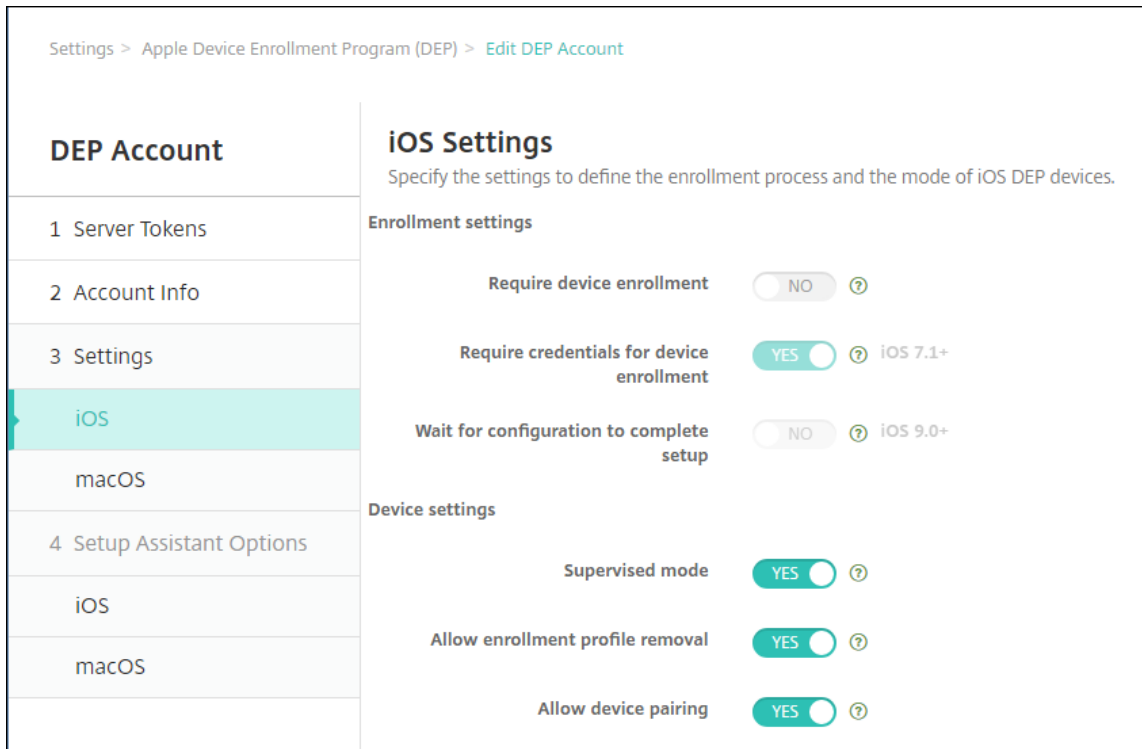 Settings > Apple Device Enrollment Program (DEP) > Edit DEP Account
DEP Account
1 Server Tokens
2 Account Info
3 Settings
iOS
macOS
4 Setup Assistant Options
iOS
macOS
iOS Settings
Specify the settings to define the enrollment process and the mode of iOS DEP devices.
Enrollment settings
Require device enrollment NO ?
Require credentials for device YES ? iOS 7.1+
enrollment
Wait for configuration to complete NO ? iOS 9.0+
setup
Device settings
Supervised mode YES ?
Allow enrollment profile removal YES ?
Allow device pairing YES ?